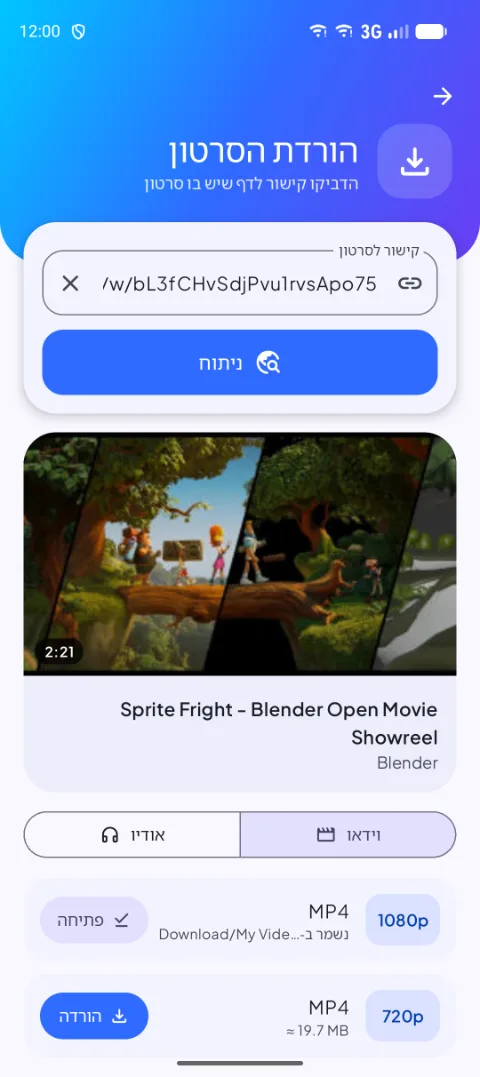 12:00
3G
הורדת הסרטון
הדביקו קישור לדף שיש בו סרטון
קישור לסרטון
/w/bL3fCHvSdjPvu1rvsApo75
ניתוח
2:21
Sprite Fright - Blender Open Movie
Showreel
Blender
וידאו
אודיו
1080p
MP4
נשמר ב-Download/My Vide...
פתיחה
720p
MP4
≈ 19.7 MB
הורדה